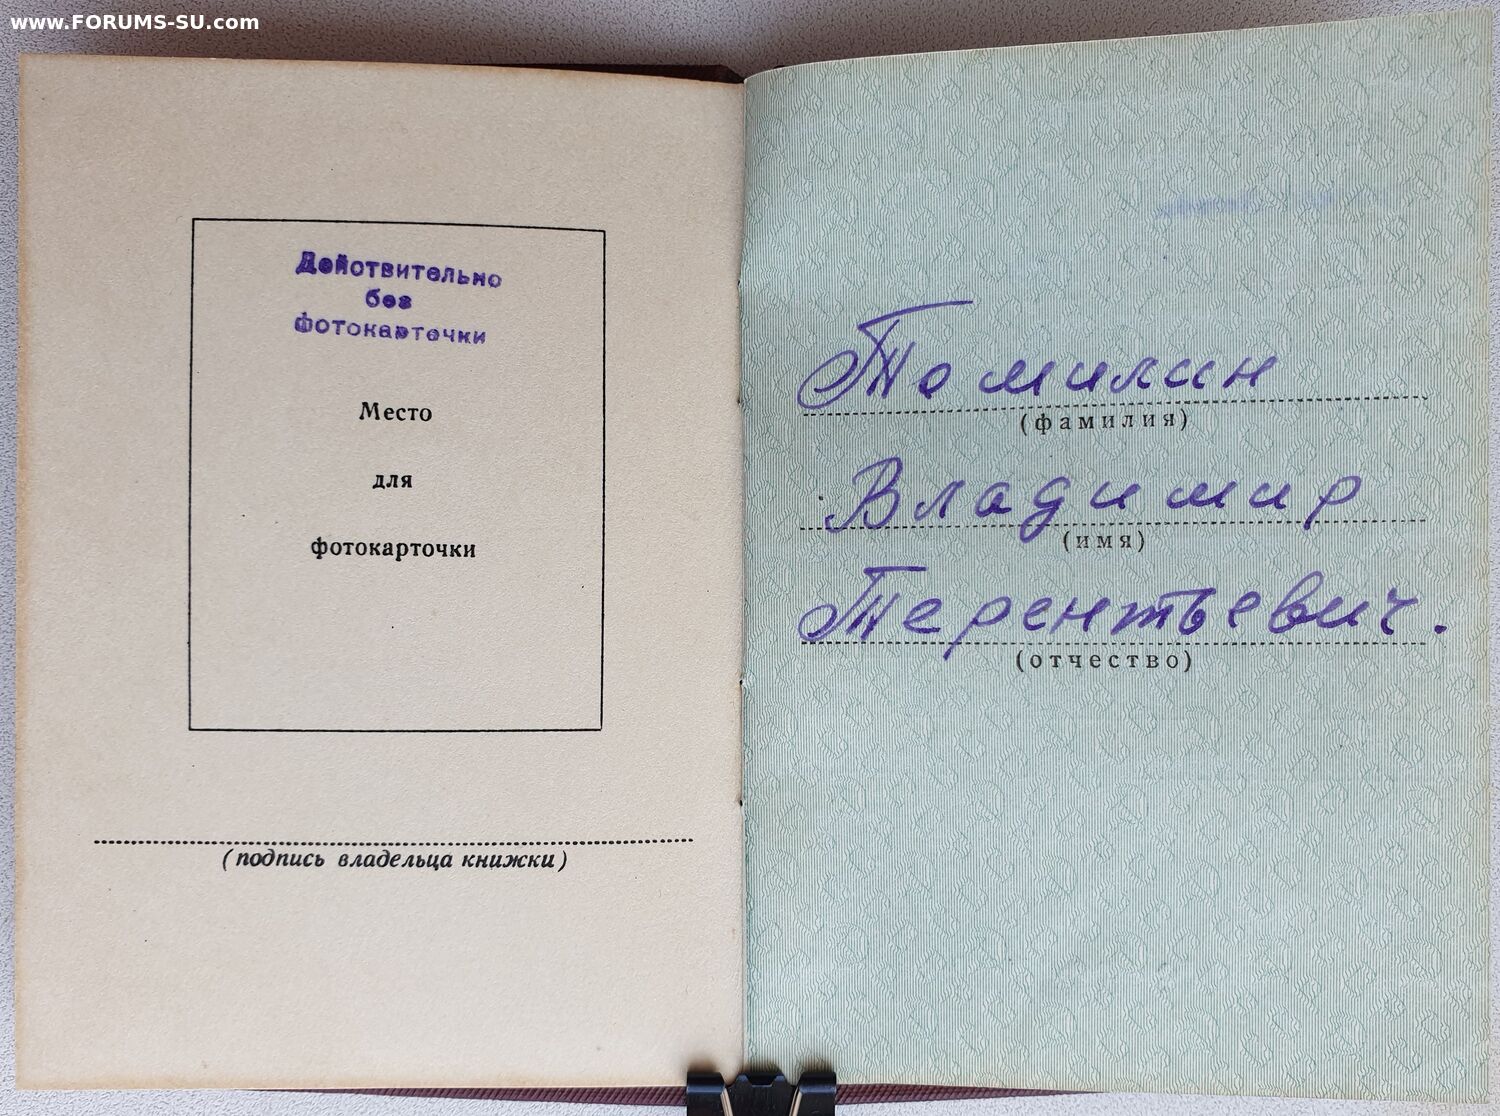 www.FORUMS-SU.com
Действительно
без
фотокарточки
Место
для
фотокарточки
(подпись владельца книжки)
Томилин
(фамилия)
Владимир
(имя)
Терентьевич.
(отчество)